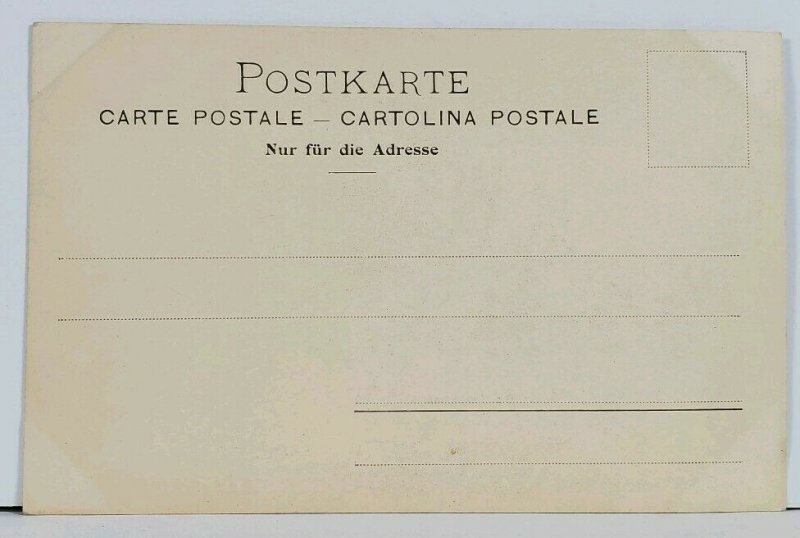 POSTKARTE
CARTE POSTALE — CARTOLINA POSTALE
Nur für die Adresse